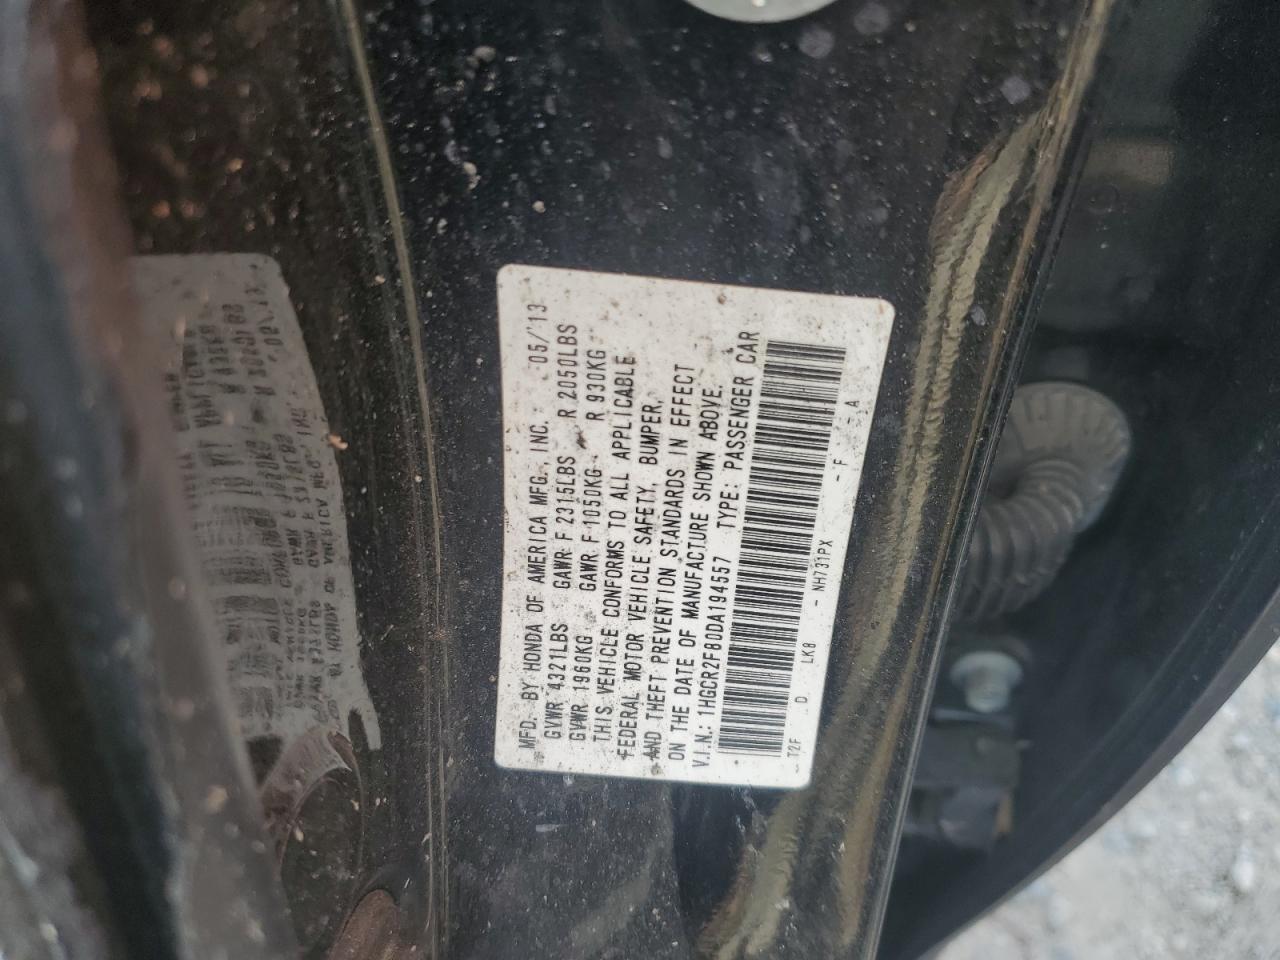 MFD. BY HONDA OF AMERICA MFG., INC. 05/'13
GVWR 4321LBS GAWR F 2315LBS R 2050LBS
GVWR 1960KG GAWR F 1050KG R 930KG
THIS VEHICLE CONFORMS TO ALL APPLICABLE
FEDERAL MOTOR VEHICLE SAFETY, BUMPER,
AND THEFT PREVENTION STANDARDS IN EFFECT
ON THE DATE OF MANUFACTURE SHOWN ABOVE.
V.I.N.: 1HGCR2F80DA194557 TYPE: PASSENGER CAR
T2F D LK8 - NH731PX - F - A